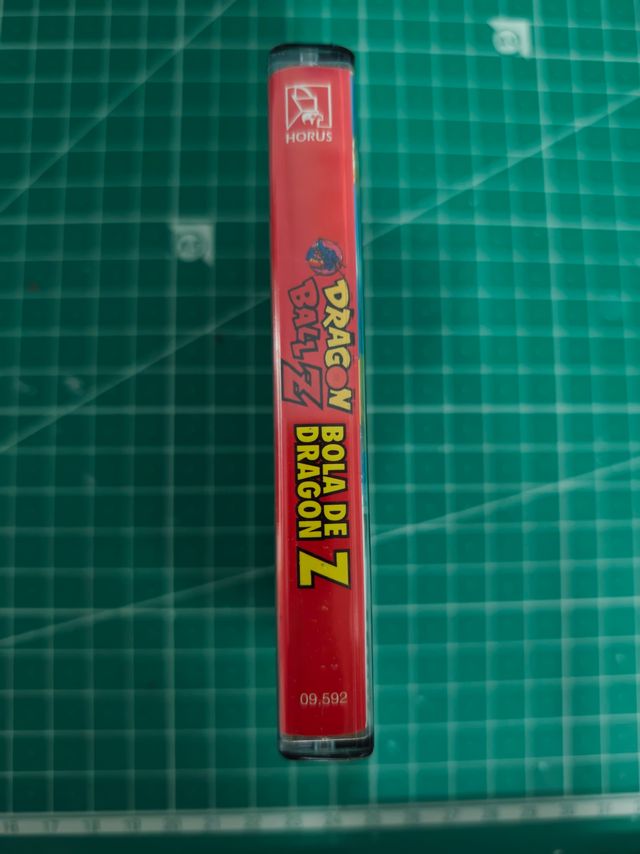 HORUS
DRAGON
BALL Z
BOLA DE
DRAGON Z
09.592